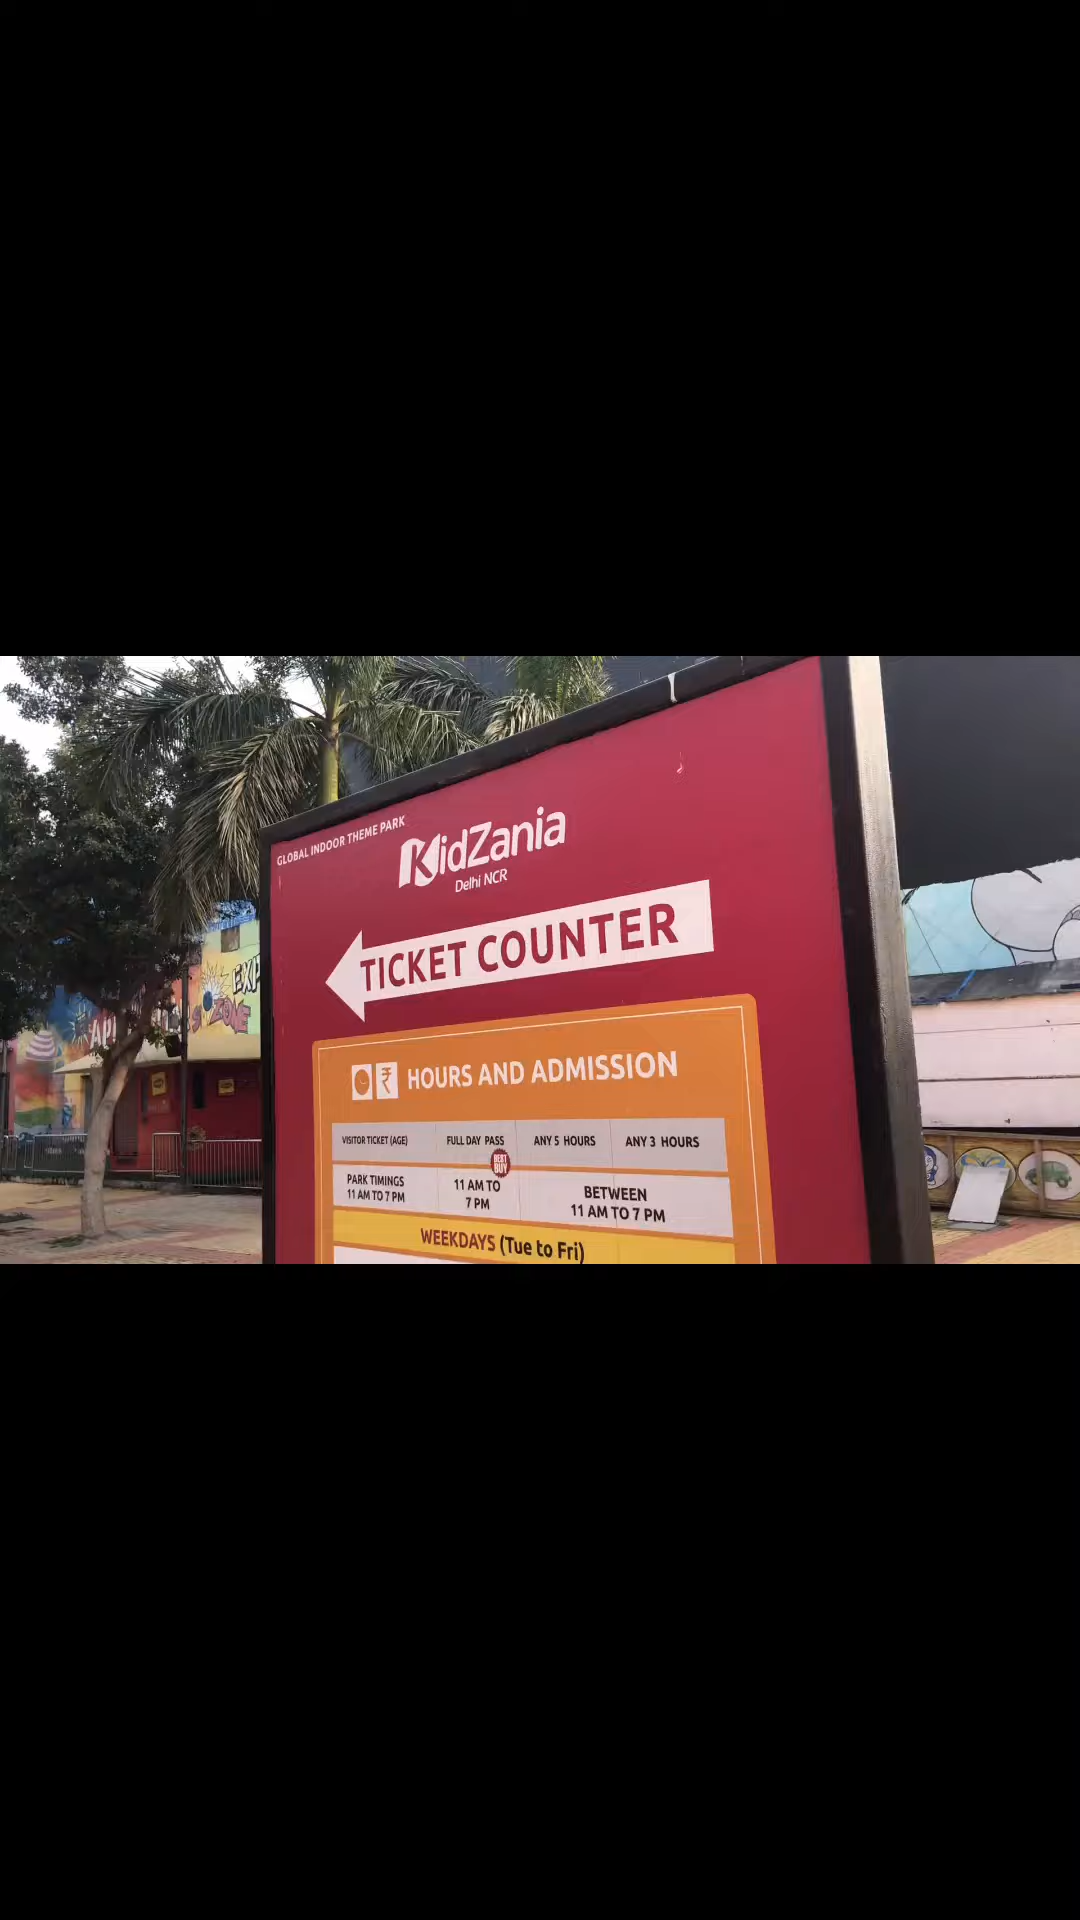 GLOBAL INDOOR THEME PARK
KidZania
Delhi NCR
TICKET COUNTER
₹ HOURS AND ADMISSION
VISITOR TICKET (AGE) FULL DAY PASS ANY 5 HOURS ANY 3 HOURS
BEST
BUY
PARK TIMINGS
11 AM TO 7 PM
11 AM TO
7 PM
BETWEEN
11 AM TO 7 PM
WEEKDAYS (Tue to Fri)
ZONE